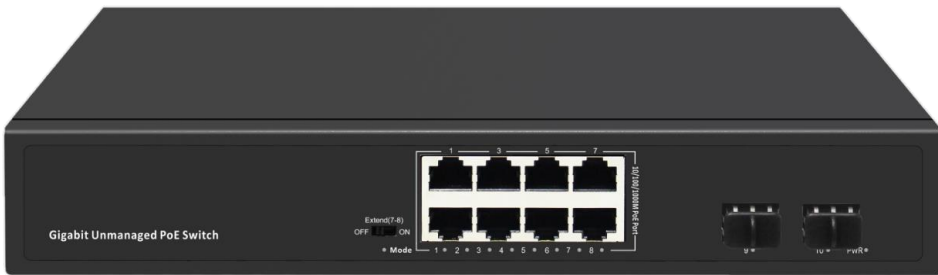 1 3 5 7
10/100/1000M PoE Port
Extend(7-8)
OFF ON
Gigabit Unmanaged PoE Switch
Mode 1 2 3 4 5 6 7 8
9 10 PWR